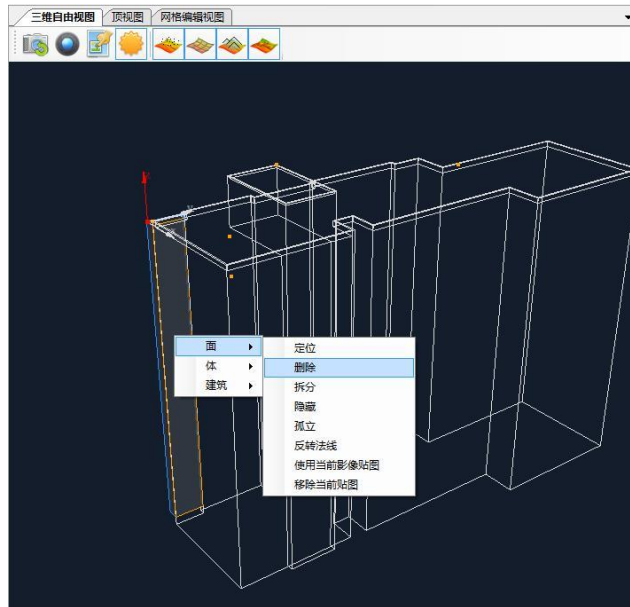 三维自由视图 顶视图 网格编辑视图
面
体
建筑
定位
删除
拆分
隐藏
孤立
反转法线
使用当前影像贴图
移除当前贴图